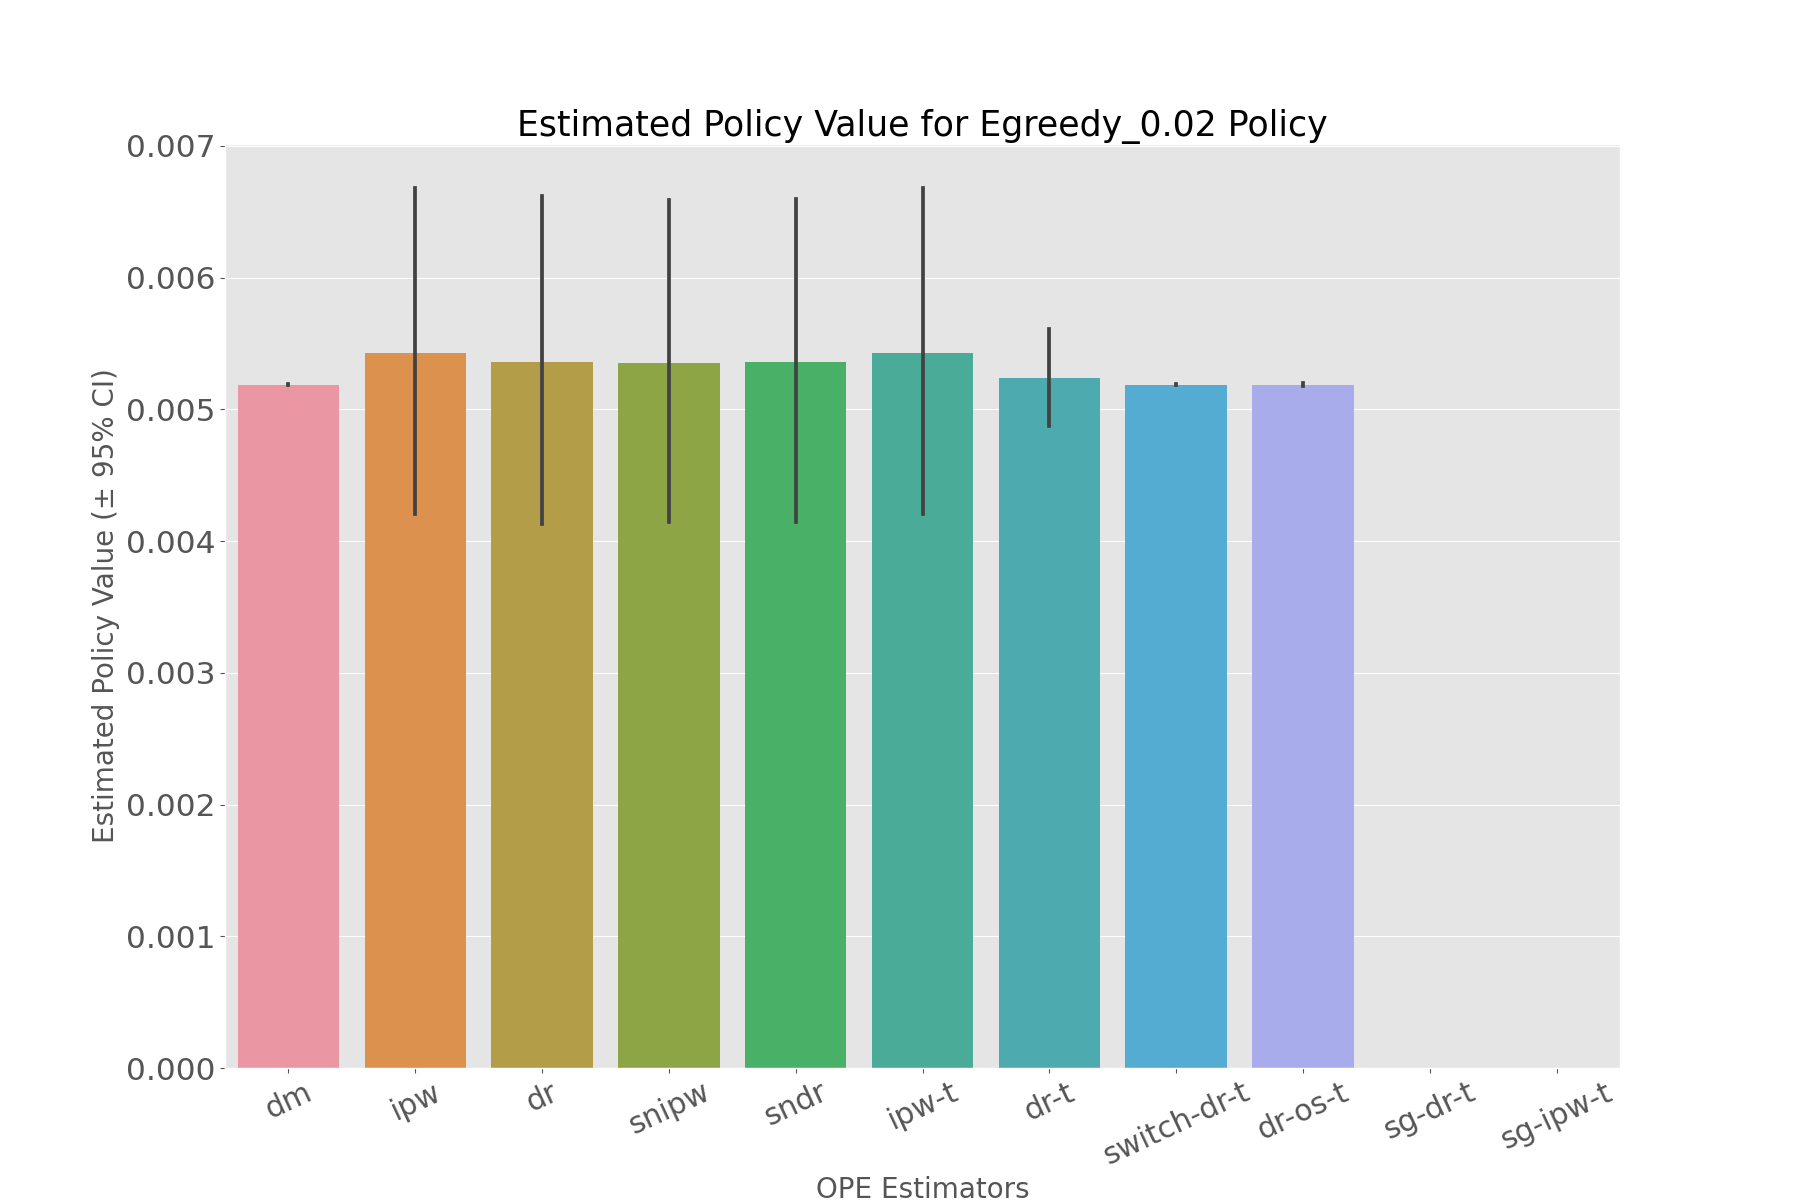 Estimated Policy Value for Egreedy_0.02 Policy
Estimated Policy Value (± 95% CI)
0.007
0.006
0.005
0.004
0.003
0.002
0.001
0.000
dm
ipw
dr
snipw
sndr
ipw-t
dr-t
switch-dr-t
dr-os-t
sg-dr-t
sg-ipw-t
OPE Estimators